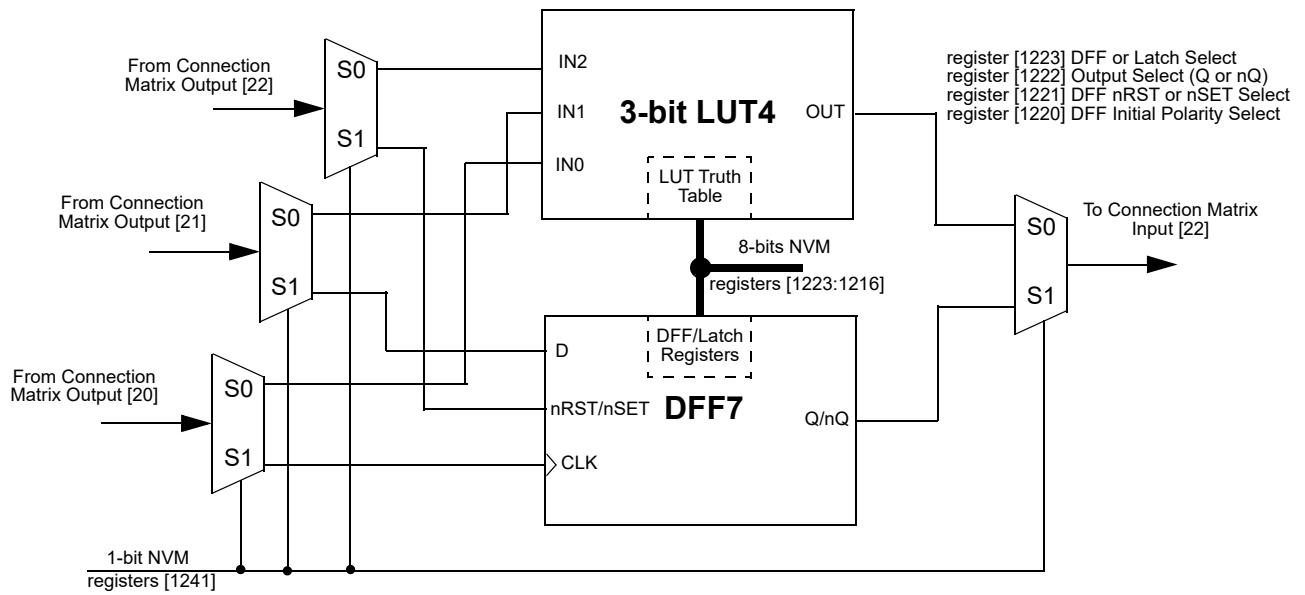 From Connection
Matrix Output [22]
S0
S1
IN2
IN1
IN0
3-bit LUT4
OUT
LUT Truth
Table
register [1223] DFF or Latch Select
register [1222] Output Select (Q or nQ)
register [1221] DFF nRST or nSET Select
register [1220] DFF Initial Polarity Select
From Connection
Matrix Output [21]
S0
S1
8-bits NVM
registers [1223:1216]
S0
S1
To Connection Matrix
Input [22]
From Connection
Matrix Output [20]
S0
S1
DFF/Latch
Registers
D
nRST/nSET
DFF7
CLK
Q/nQ
1-bit NVM
registers [1241]